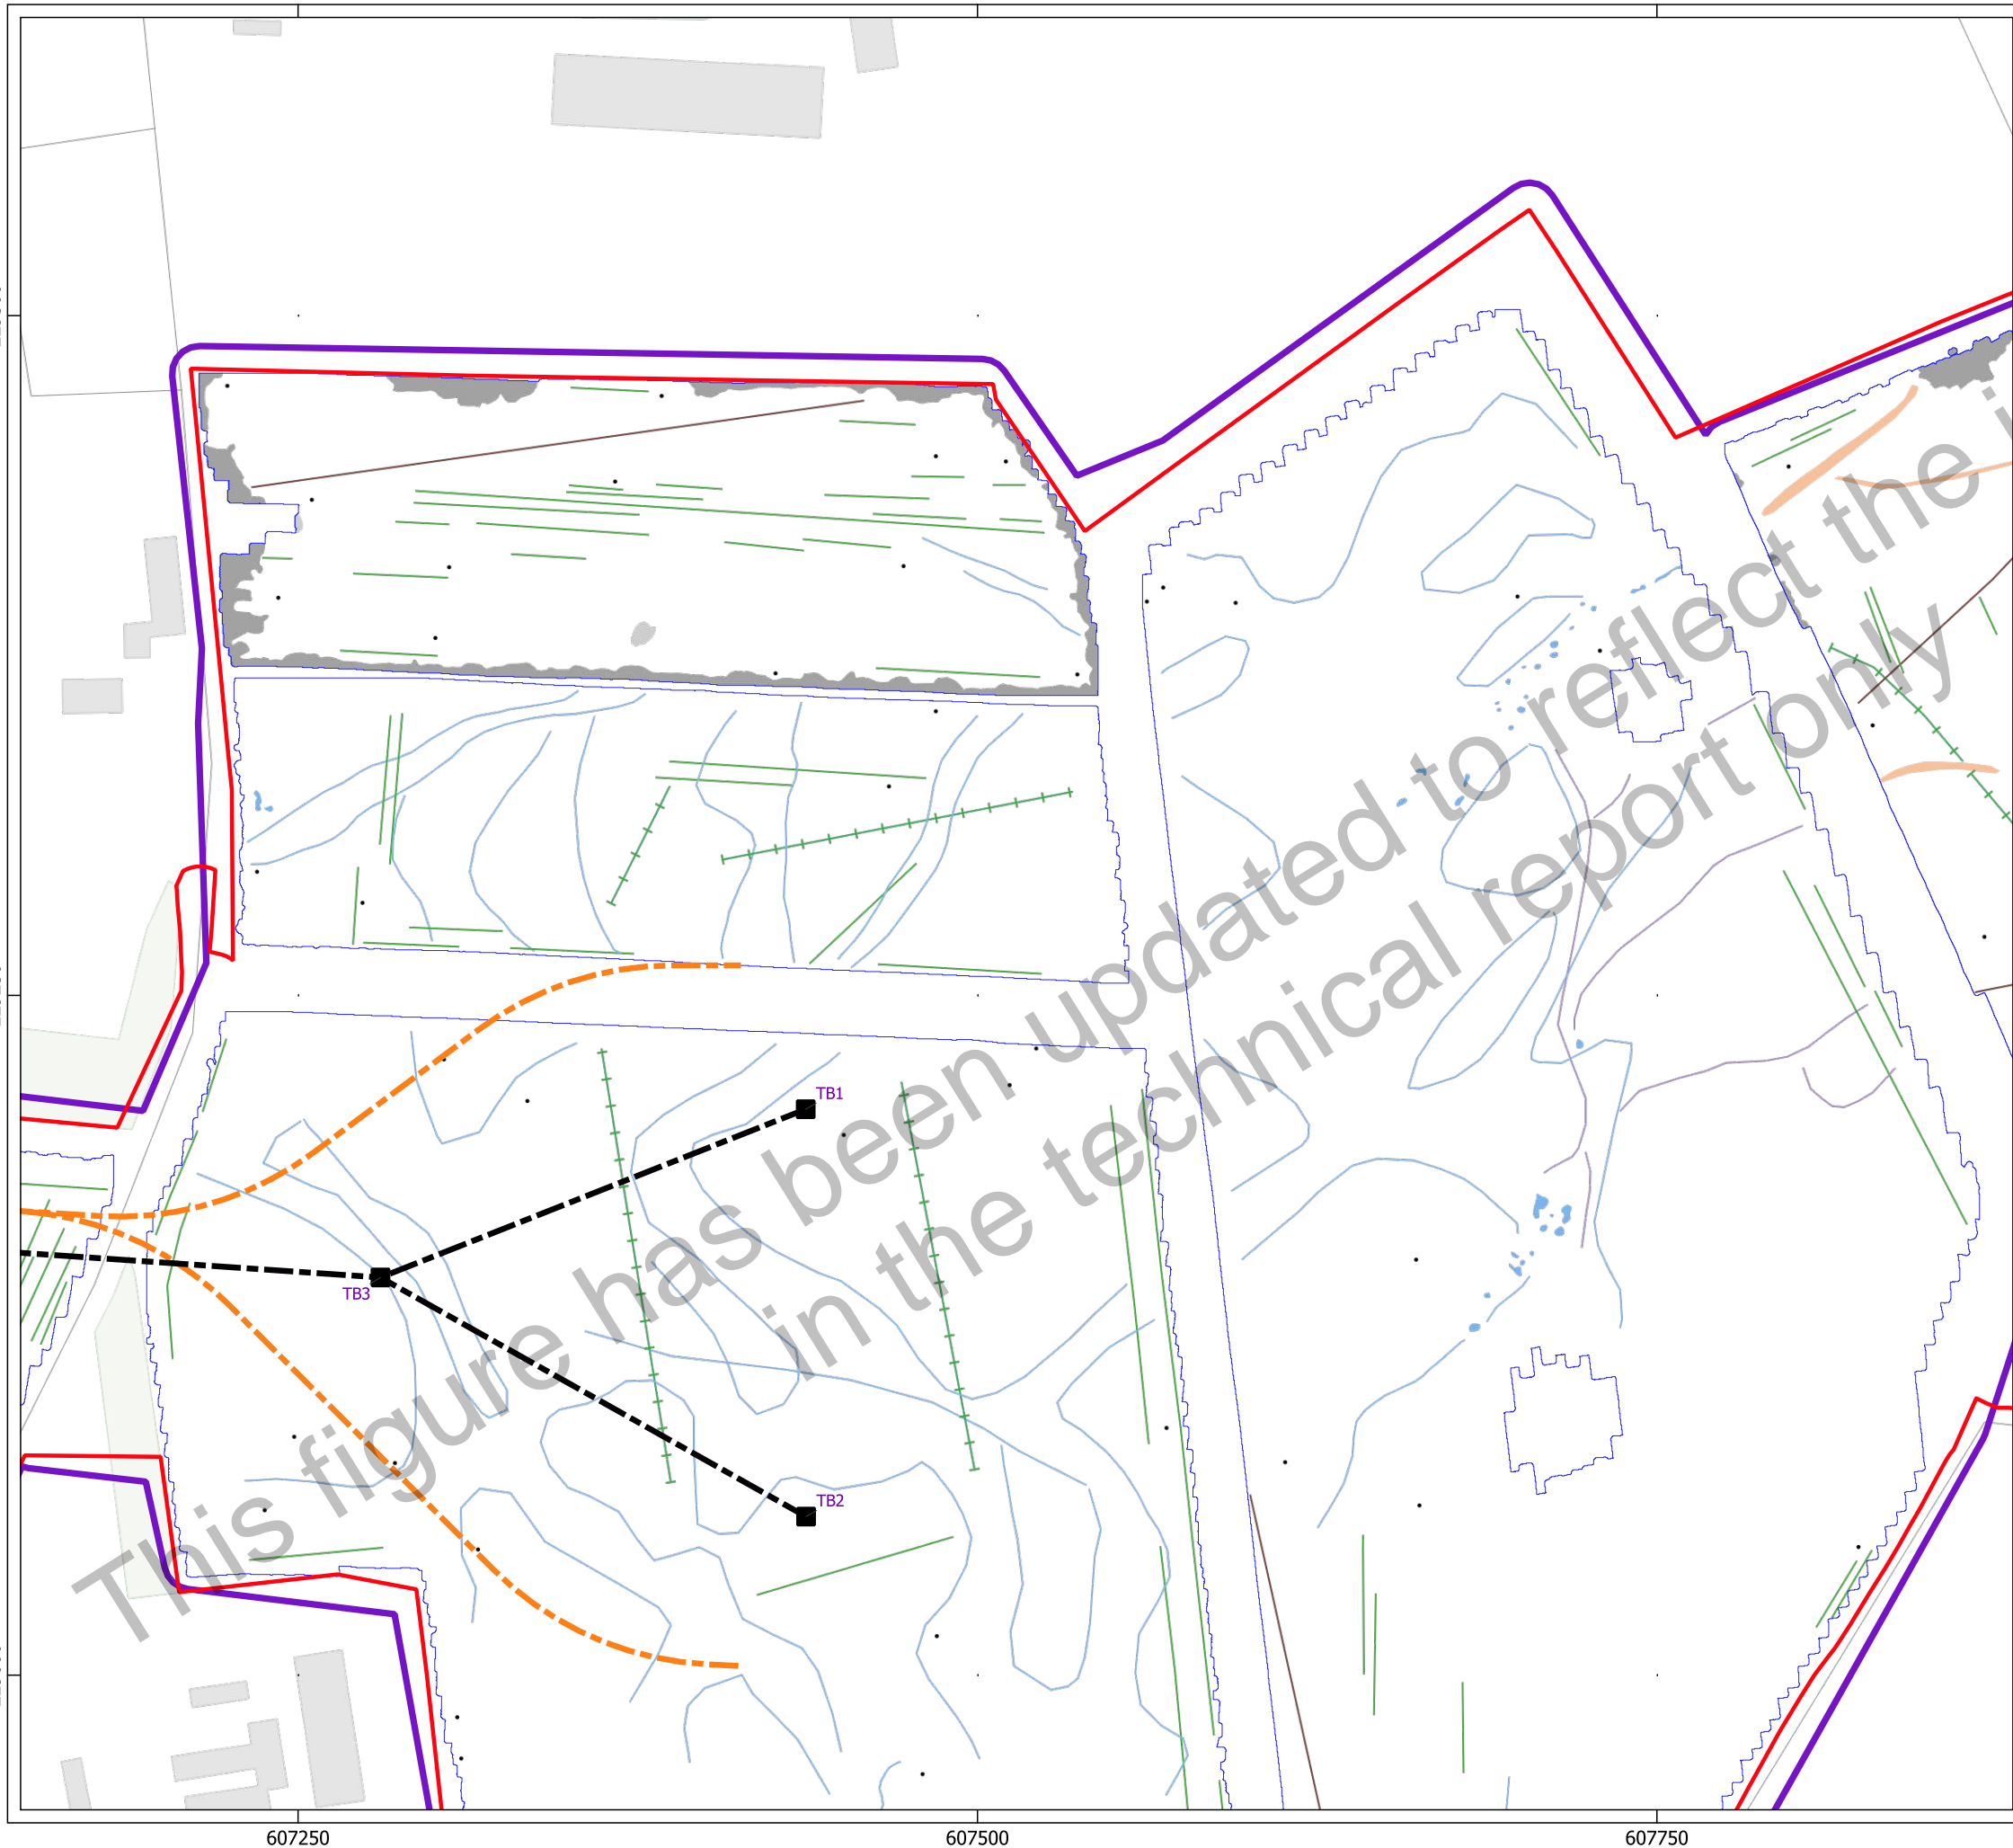 This figure has been updated to reflect the
in the technical report only
TB1
TB3
TB2
607250
607500
607750